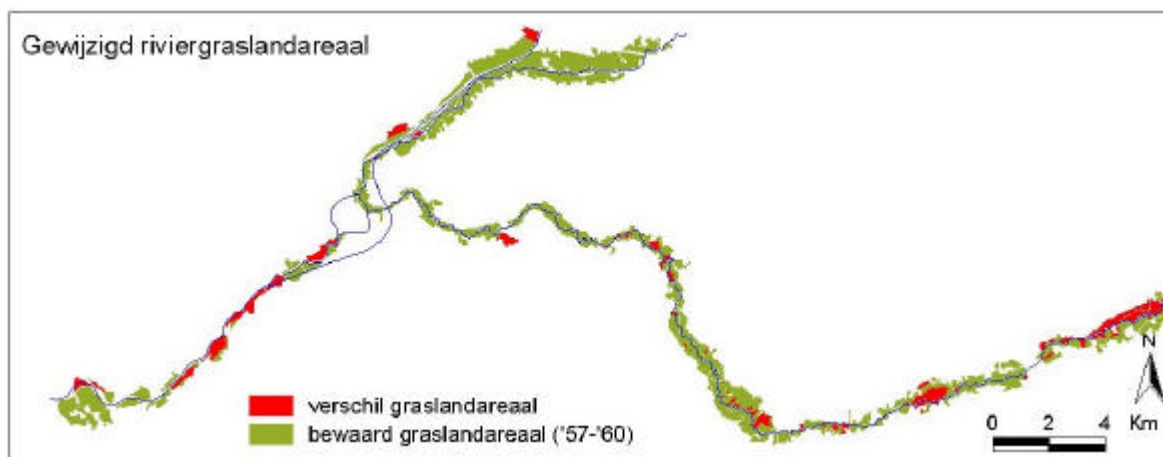 Gewijzigd riviergraslandareaal
verschil graslandareaal
bewaard graslandareaal ('57-'60)
N
0 2 4 Km